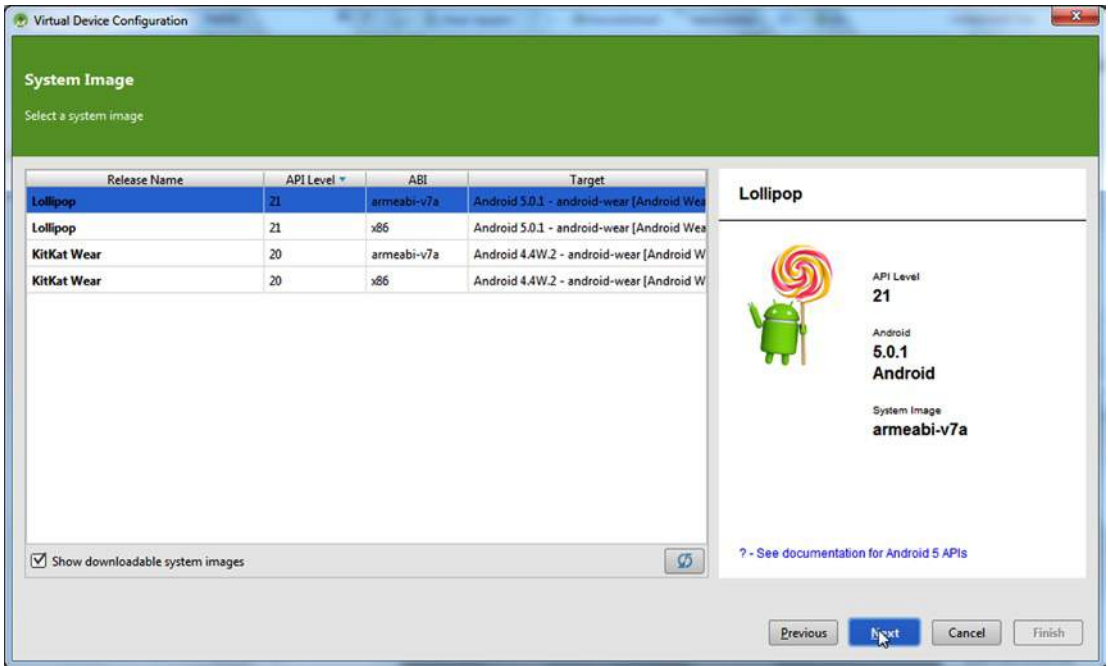 Virtual Device Configuration
System Image
Select a system image
Release Name API Level ABI Target
Lollipop 21 armeabi-v7a Android 5.0.1 - android-wear [Android Wea
Lollipop 21 x86 Android 5.0.1 - android-wear [Android Wea
KitKat Wear 20 armeabi-v7a Android 4.4W.2 - android-wear [Android W
KitKat Wear 20 x86 Android 4.4W.2 - android-wear [Android W
Show downloadable system images
Lollipop
API Level
21
Android
5.0.1
Android
System Image
armeabi-v7a
? - See documentation for Android 5 APIs
Previous Next Cancel Finish